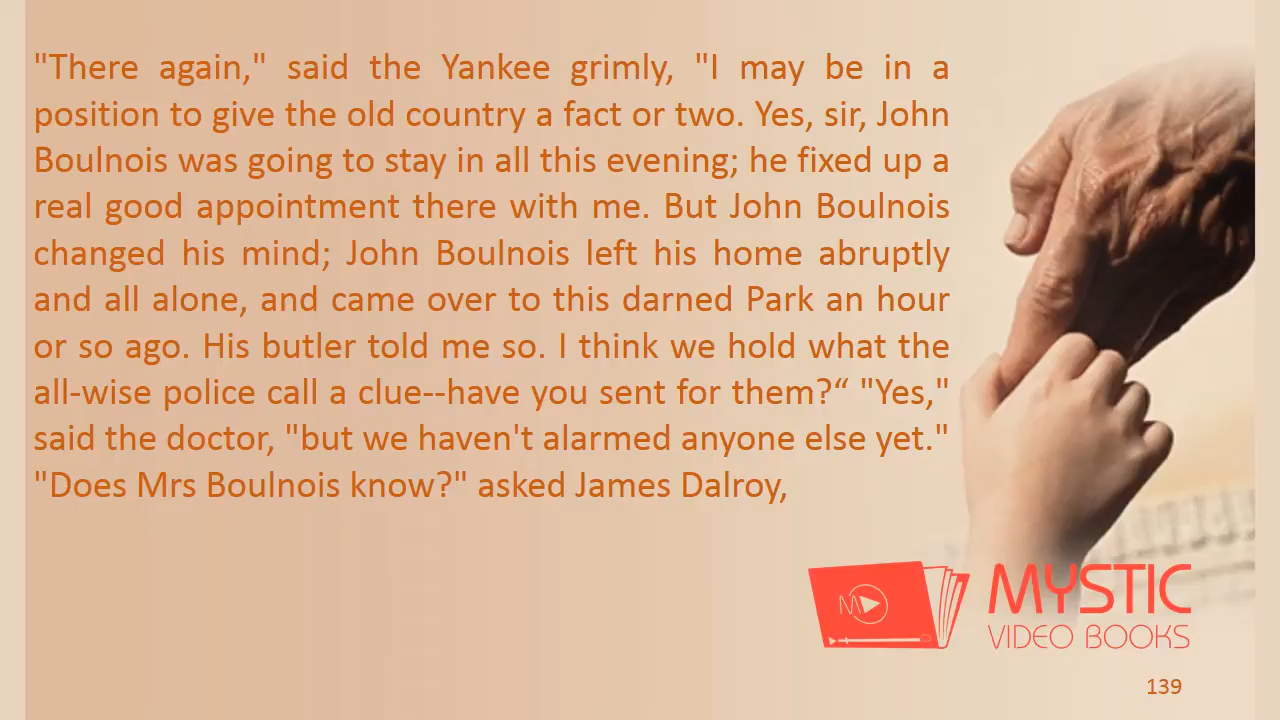 "There again," said the Yankee grimly, "I may be in a
position to give the old country a fact or two. Yes, sir, John
Boulnois was going to stay in all this evening; he fixed up a
real good appointment there with me. But John Boulnois
changed his mind; John Boulnois left his home abruptly
and all alone, and came over to this darned Park an hour
or so ago. His butler told me so. I think we hold what the
all-wise police call a clue--have you sent for them?“ "Yes,"
said the doctor, "but we haven't alarmed anyone else yet."
"Does Mrs Boulnois know?" asked James Dalroy,
M
MYSTIC
VIDEO BOOKS
139